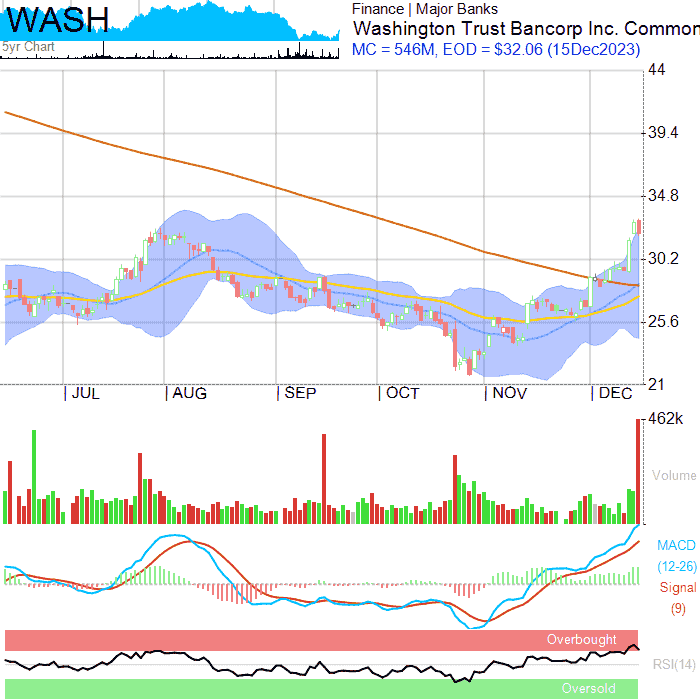 WASH
5yr Chart
Finance | Major Banks
Washington Trust Bancorp Inc. Common
MC = 546M, EOD = $32.06 (15Dec2023)
44
39.4
34.8
30.2
25.6
21
| JUL
| AUG
| SEP
| OCT
| NOV
| DEC
462k
Volume
MACD
(12-26)
Signal
(9)
Overbought
RSI(14)
Oversold